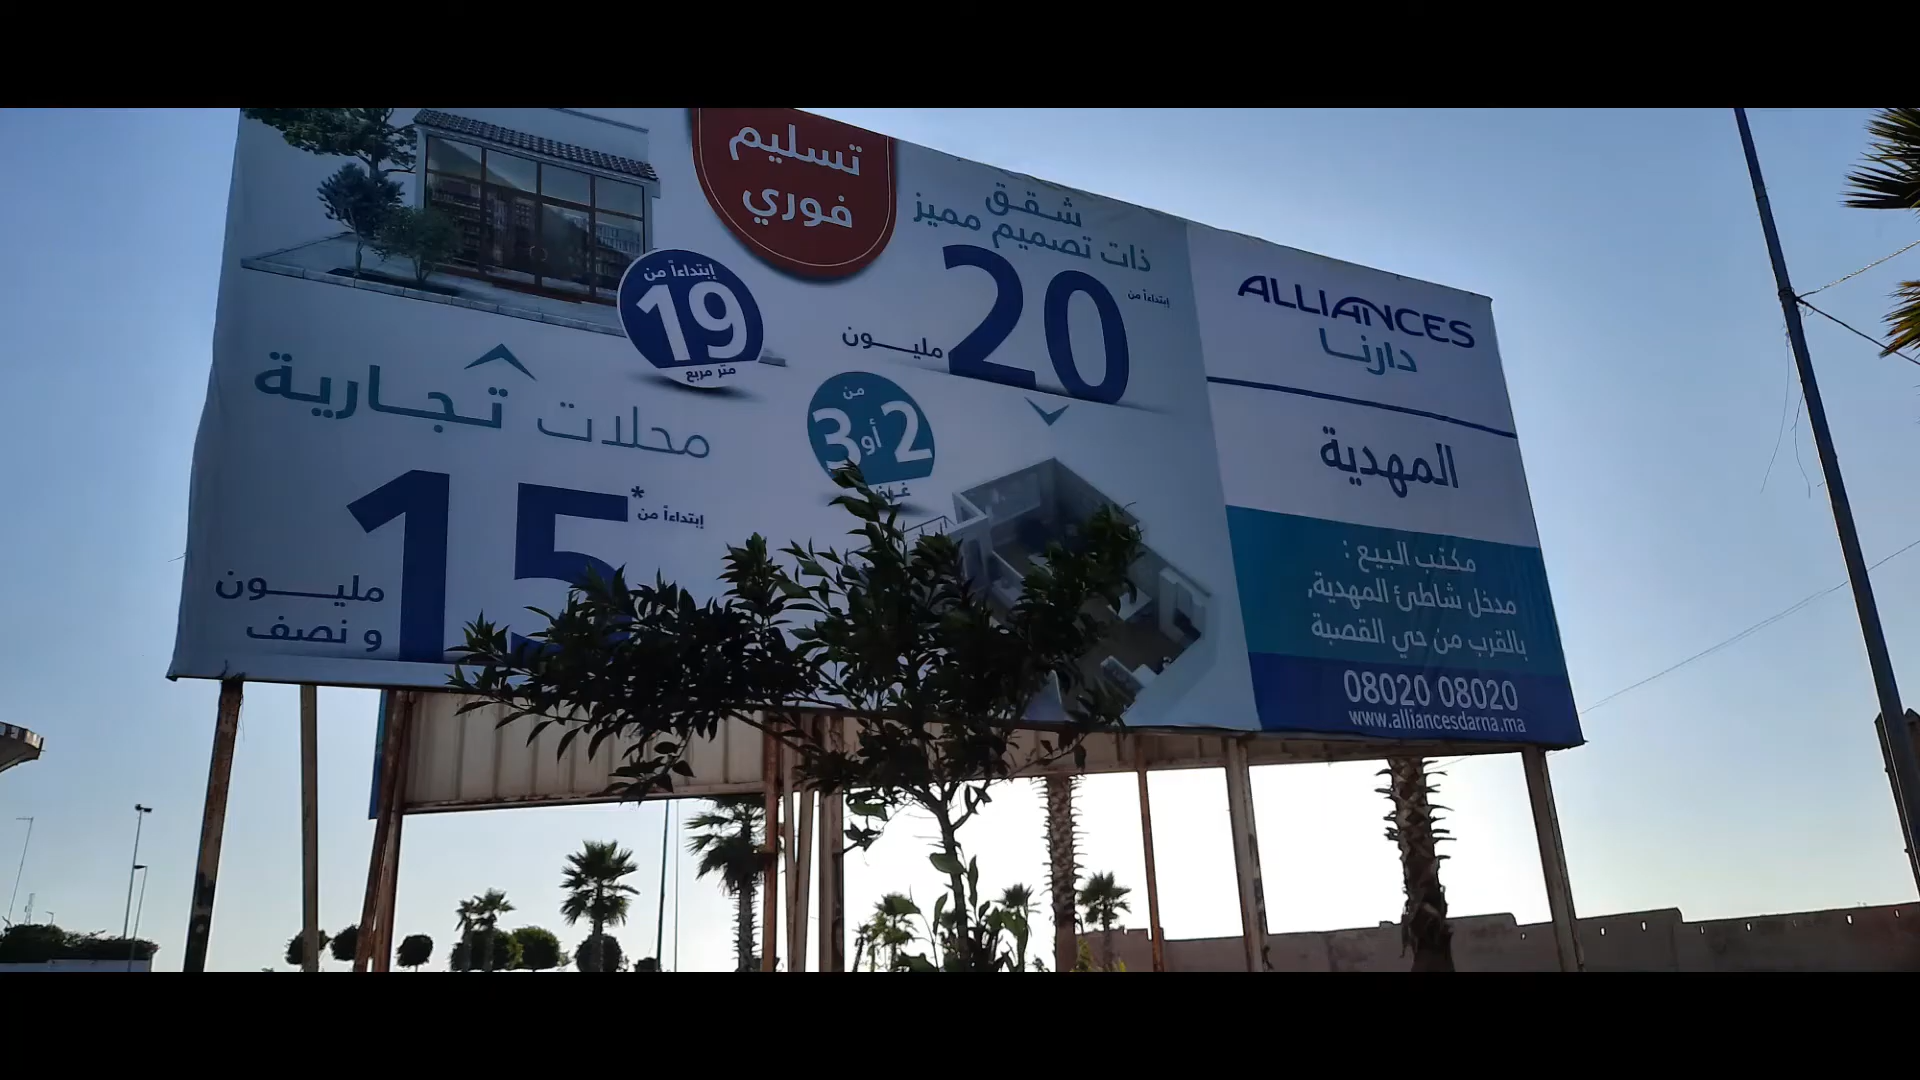 تسليم
فوري
شقق
ذات تصميم مميز
إبتداءاً من
20
مليون
من
2 أو 3
إبتداءاً من
19
متر مربع
محلات تجارية
إبتداءاً من
15*
مليون
و نصف
ALLIANCES
دارنا
المهدية
مكتب البيع :
مدخل شاطئ المهدية,
بالقرب من حي القصبة
08020 08020
www.alliancesdarna.ma